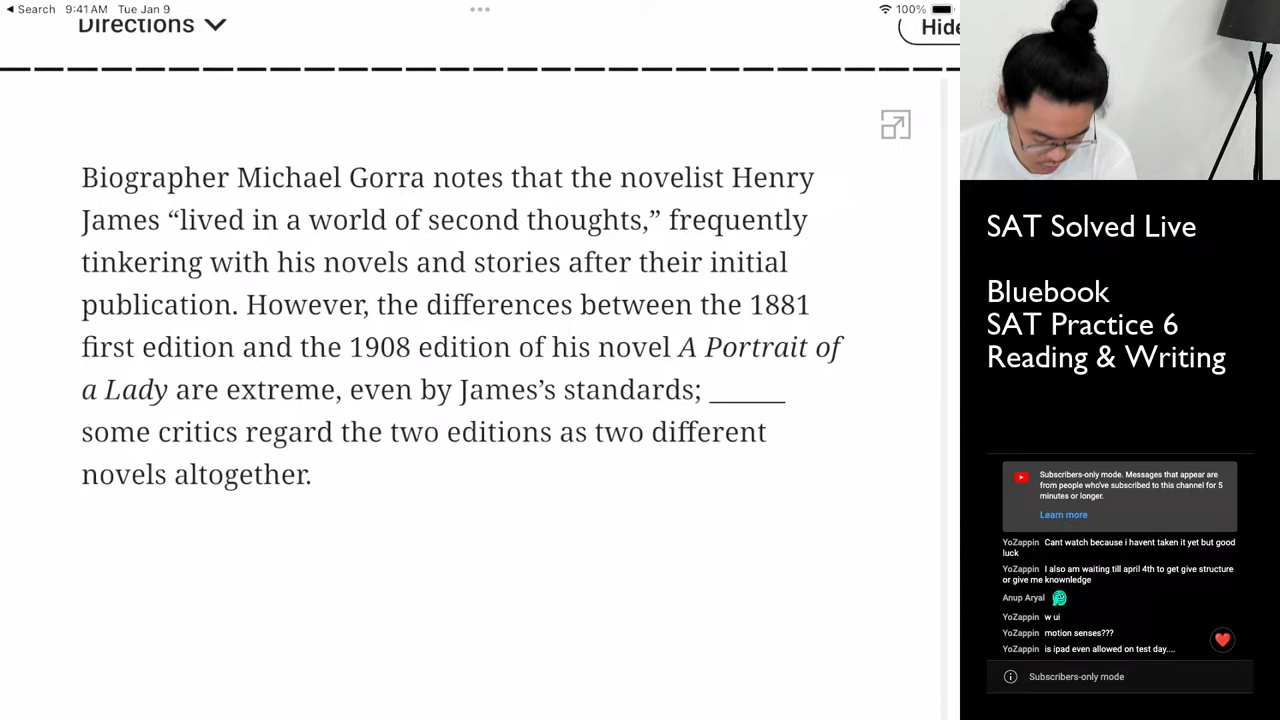 Search 9:41 AM Tue Jan 9
100%
Directions
Hide
Biographer Michael Gorra notes that the novelist Henry
James “lived in a world of second thoughts,” frequently
tinkering with his novels and stories after their initial
publication. However, the differences between the 1881
first edition and the 1908 edition of his novel A Portrait of
a Lady are extreme, even by James’s standards; ______
some critics regard the two editions as two different
novels altogether.
SAT Solved Live
Bluebook
SAT Practice 6
Reading & Writing
Subscribers-only mode. Messages that appear are
from people who've subscribed to this channel for 5
minutes or longer.
Learn more
YoZappin Cant watch because i havent taken it yet but good
luck
YoZappin I also am waiting till april 4th to get give structure
or give me knownledge
Anup Aryal
YoZappin w ui
YoZappin motion senses???
YoZappin is ipad even allowed on test day....
Subscribers-only mode